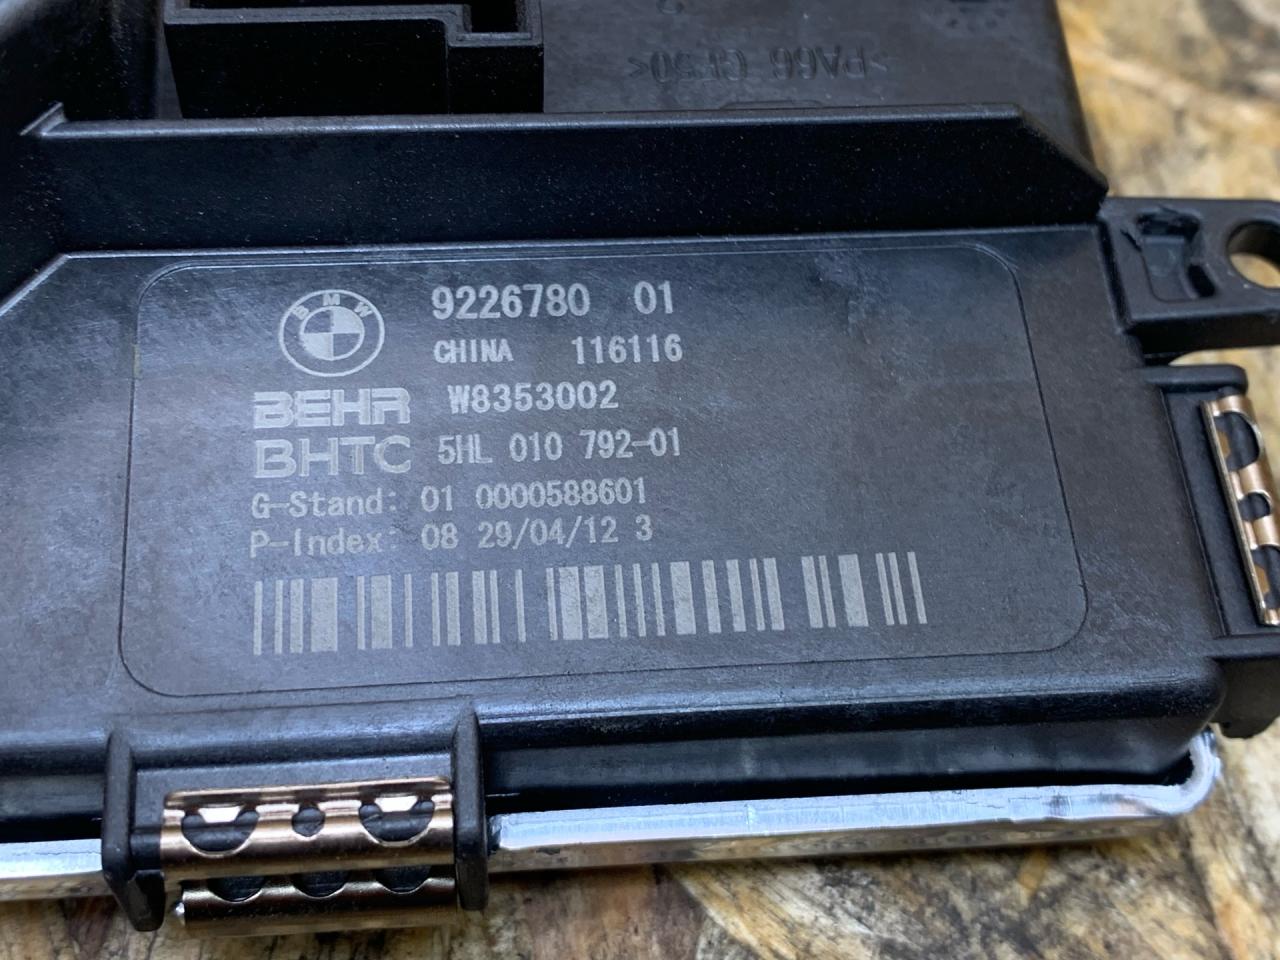 >PA66 GF50<
BMW
9226780 01
CHINA 116116
BEHR W8353002
BHTC 5HL 010 792-01
G-Stand: 01 0000588601
P-Index: 08 29/04/12 3